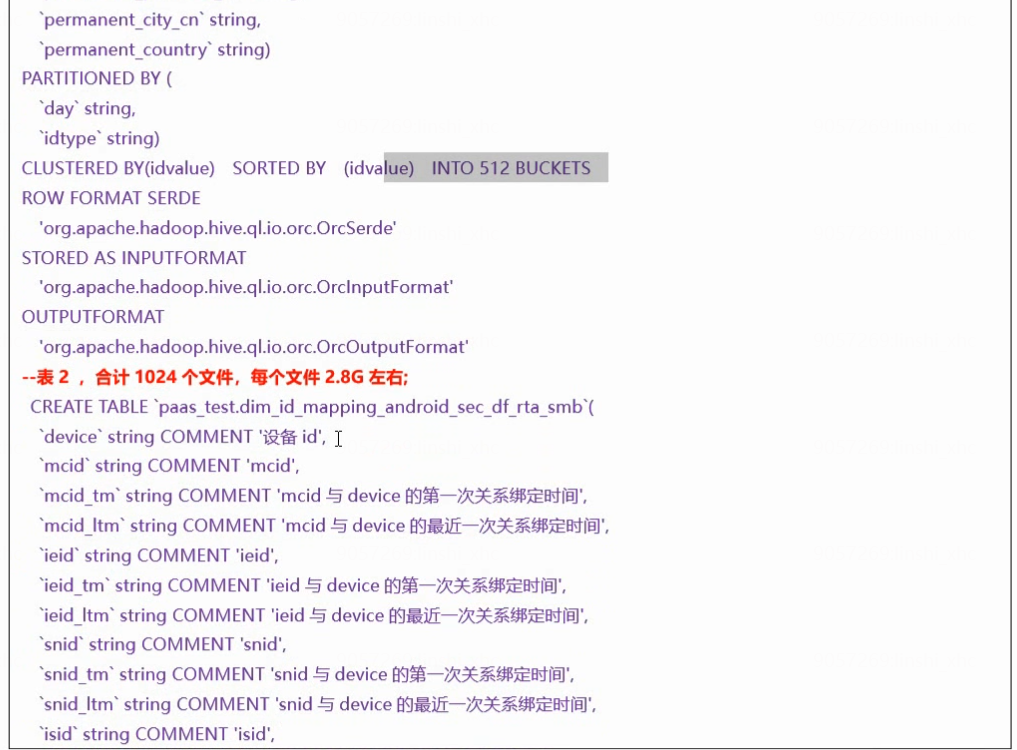 `permanent_city_cn` string,
`permanent_country` string)
PARTITIONED BY (
`day` string,
`idtype` string)
CLUSTERED BY(idvalue) SORTED BY (idvalue) INTO 512 BUCKETS
ROW FORMAT SERDE
'org.apache.hadoop.hive.ql.io.orc.OrcSerde'
STORED AS INPUTFORMAT
'org.apache.hadoop.hive.ql.io.orc.OrcInputFormat'
OUTPUTFORMAT
'org.apache.hadoop.hive.ql.io.orc.OrcOutputFormat'
--表 2 ，合计 1024 个文件，每个文件 2.8G 左右;
CREATE TABLE `paas_test.dim_id_mapping_android_sec_df_rta_smb`(
`device` string COMMENT '设备 id',
`mcid` string COMMENT 'mcid',
`mcid_tm` string COMMENT 'mcid 与 device 的第一次关系绑定时间',
`mcid_ltm` string COMMENT 'mcid 与 device 的最近一次关系绑定时间',
`ieid` string COMMENT 'ieid',
`ieid_tm` string COMMENT 'ieid 与 device 的第一次关系绑定时间',
`ieid_ltm` string COMMENT 'ieid 与 device 的最近一次关系绑定时间',
`snid` string COMMENT 'snid',
`snid_tm` string COMMENT 'snid 与 device 的第一次关系绑定时间',
`snid_ltm` string COMMENT 'snid 与 device 的最近一次关系绑定时间',
`isid` string COMMENT 'isid',